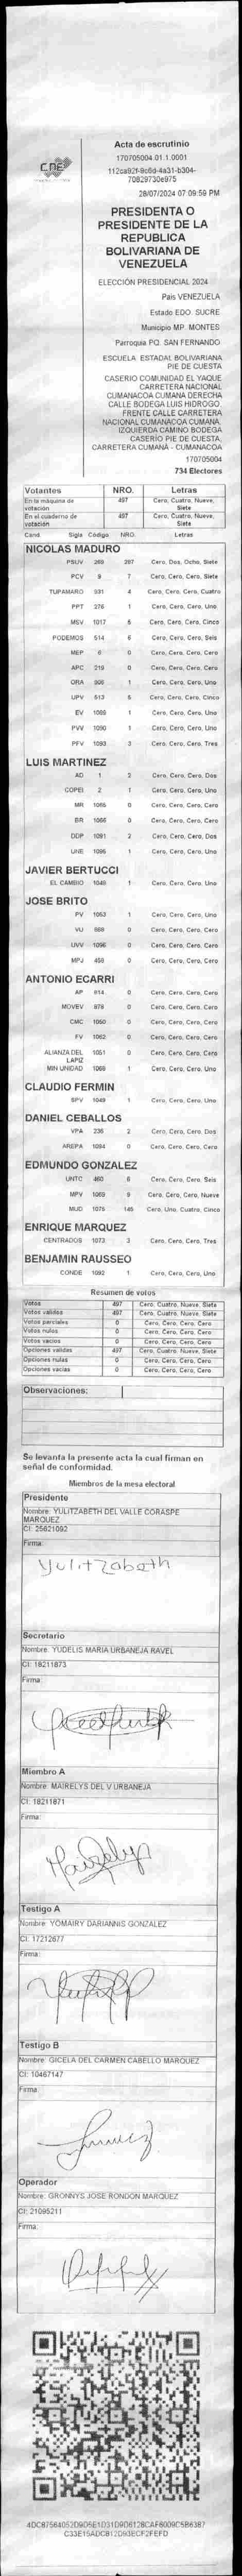 CNE
Acta de escrutinio
170705004.01.1.0001
112ca92f-9c6d-4a31-b304-
70829730e975
28/07/2024 07:09:59 PM
PRESIDENTA O
PRESIDENTE DE LA
REPUBLICA
BOLIVARIANA DE
VENEZUELA
ELECCIÓN PRESIDENCIAL 2024
Pais VENEZUELA
Estado EDO. SUCRE
Municipio MP. MONTES
Parroquia PQ. SAN FERNANDO
ESCUELA ESTADAL BOLIVARIANA
PIE DE CUESTA
CASERIO COMUNIDAD EL YAQUE
CARRETERA NACIONAL
CUMANACOA CUMANA DERECHA
CALLE BODEGA LUIS HIDROGO.
FRENTE CALLE CARRETERA
NACIONAL CUMANACOA CUMANA.
IZQUIERDA CAMINO BODEGA
CASERÍO PIE DE CUESTA,
CARRETERA CUMANÁ - CUMANACOA
170705004
734 Electores
Votantes NRO. Letras
En la máquina de votación 497 Cero, Cuatro, Nueve, Siete
En el cuaderno de votación 497 Cero, Cuatro, Nueve, Siete
Cand. Sigla Código NRO. Letras
NICOLAS MADURO
PSUV 269 287 Cero, Dos, Ocho, Siete
PCV 9 7 Cero, Cero, Cero, Siete
TUPAMARO 931 4 Cero, Cero, Cero, Cuatro
PPT 276 1 Cero, Cero, Cero, Uno
MSV 1017 5 Cero, Cero, Cero, Cinco
PODEMOS 514 6 Cero, Cero, Cero, Seis
MEP 6 0 Cero, Cero, Cero, Cero
APC 219 0 Cero, Cero, Cero, Cero
ORA 906 1 Cero, Cero, Cero, Uno
UPV 513 5 Cero, Cero, Cero, Cinco
EV 1089 1 Cero, Cero, Cero, Uno
PVV 1090 1 Cero, Cero, Cero, Uno
PFV 1093 3 Cero, Cero, Cero, Tres
LUIS MARTINEZ
AD 1 2 Cero, Cero, Cero, Dos
COPEI 2 1 Cero, Cero, Cero, Uno
MR 1065 0 Cero, Cero, Cero, Cero
BR 1066 0 Cero, Cero, Cero, Cero
DDP 1091 2 Cero, Cero, Cero, Dos
UNE 1095 1 Cero, Cero, Cero, Uno
JAVIER BERTUCCI
EL CAMBIO 1048 1 Cero, Cero, Cero, Uno
JOSE BRITO
PV 1063 1 Cero, Cero, Cero, Uno
VU 888 0 Cero, Cero, Cero, Cero
UVV 1096 0 Cero, Cero, Cero, Cero
MPJ 458 0 Cero, Cero, Cero, Cero
ANTONIO ECARRI
AP 814 0 Cero, Cero, Cero, Cero
MOVEV 978 0 Cero, Cero, Cero, Cero
CMC 1050 0 Cero, Cero, Cero, Cero
FV 1062 0 Cero, Cero, Cero, Cero
ALIANZA DEL LAPIZ 1051 0 Cero, Cero, Cero, Cero
MIN UNIDAD 1068 1 Cero, Cero, Cero, Uno
CLAUDIO FERMIN
SPV 1049 1 Cero, Cero, Cero, Uno
DANIEL CEBALLOS
VPA 236 2 Cero, Cero, Cero, Dos
AREPA 1094 0 Cero, Cero, Cero, Cero
EDMUNDO GONZALEZ
UNTC 460 6 Cero, Cero, Cero, Seis
MPV 1069 9 Cero, Cero, Cero, Nueve
MUD 1076 145 Cero, Uno, Cuatro, Cinco
ENRIQUE MARQUEZ
CENTRADOS 1073 3 Cero, Cero, Cero, Tres
BENJAMIN RAUSSEO
CONDE 1092 1 Cero, Cero, Cero, Uno
Resumen de votos
Votos 497 Cero, Cuatro, Nueve, Siete
Votos validos 497 Cero, Cuatro, Nueve, Siete
Votos parciales 0 Cero, Cero, Cero, Cero
Votos nulos 0 Cero, Cero, Cero, Cero
Votos vacios 0 Cero, Cero, Cero, Cero
Opciones validas 497 Cero, Cuatro, Nueve, Siete
Opciones nulas 0 Cero, Cero, Cero, Cero
Opciones vacias 0 Cero, Cero, Cero, Cero
Observaciones:
Se levanta la presente acta la cual firman en
señal de conformidad.
Miembros de la mesa electoral
Presidente
Nombre: YULITZABETH DEL VALLE CORASPE
MARQUEZ
CI: 25621092
Firma:
Yulitzabeth
Secretario
Nombre: YUDELIS MARIA URBANEJA RAVEL
CI: 18211873
Firma:
Miembro A
Nombre: MAIRELYS DEL V URBANEJA
CI: 18211871
Firma:
Mairelys
Testigo A
Nombre: YOMAIRY DARIANNIS GONZALEZ
CI: 17212677
Firma:
Testigo B
Nombre: GICELA DEL CARMEN CABELLO MARQUEZ
CI: 10467147
Firma:
Operador
Nombre: GRONNYS JOSE RONDON MARQUEZ
CI: 21095211
Firma:
4DC87564052D9D5E1D31D9D6128CAF6009C5B6387
C33E15ADC812D93ECF2FEFD